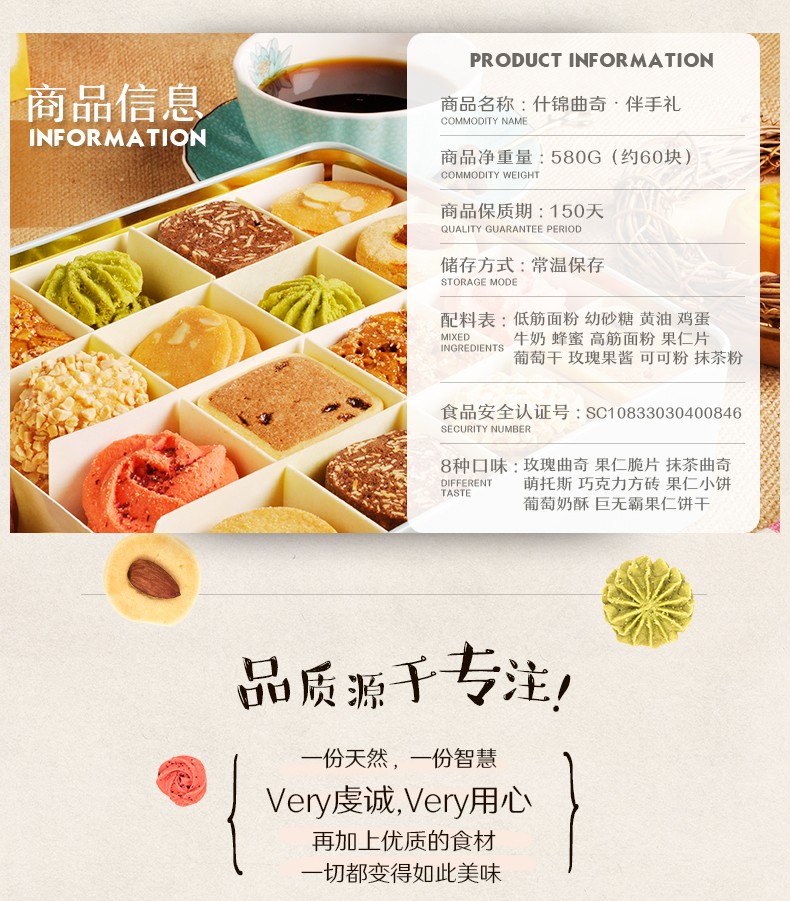 商品信息
INFORMATION
PRODUCT INFORMATION
商品名称：什锦曲奇·伴手礼
COMMODITY NAME
商品净重量：580G（约60块）
COMMODITY WEIGHT
商品保质期：150天
QUALITY GUARANTEE PERIOD
储存方式：常温保存
STORAGE MODE
配料表：低筋面粉 幼砂糖 黄油 鸡蛋
MIXED INGREDIENTS
牛奶 蜂蜜 高筋面粉 果仁片
葡萄干 玫瑰果酱 可可粉 抹茶粉
食品安全认证号：SC10833030400846
SECURITY NUMBER
8种口味：玫瑰曲奇 果仁脆片 抹茶曲奇
DIFFERENT TASTE
萌托斯 巧克力方砖 果仁小饼
葡萄奶酥 巨无霸果仁饼干
品质源于专注!
一份天然，一份智慧
Very虔诚,Very用心
再加上优质的食材
一切都变得如此美味